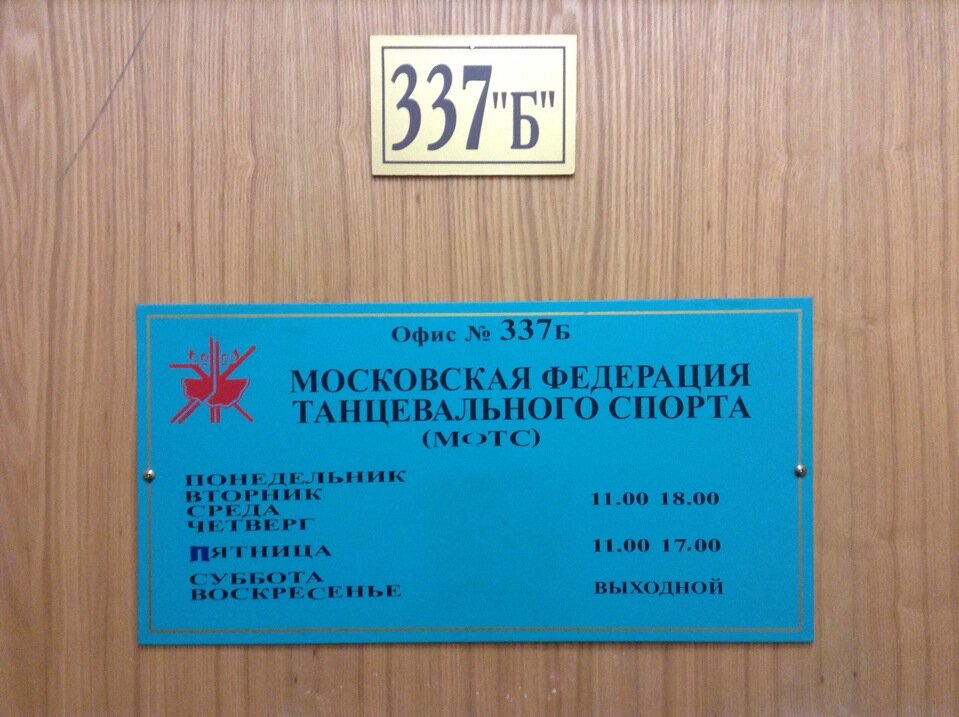 337"Б"
Офис № 337Б
МОСКОВСКАЯ ФЕДЕРАЦИЯ
ТАНЦЕВАЛЬНОГО СПОРТА
(МФТС)
ПОНЕДЕЛЬНИК
ВТОРНИК 11.00 18.00
СРЕДА
ЧЕТВЕРГ
ПЯТНИЦА 11.00 17.00
СУББОТА
ВОСКРЕСЕНЬЕ ВЫХОДНОЙ